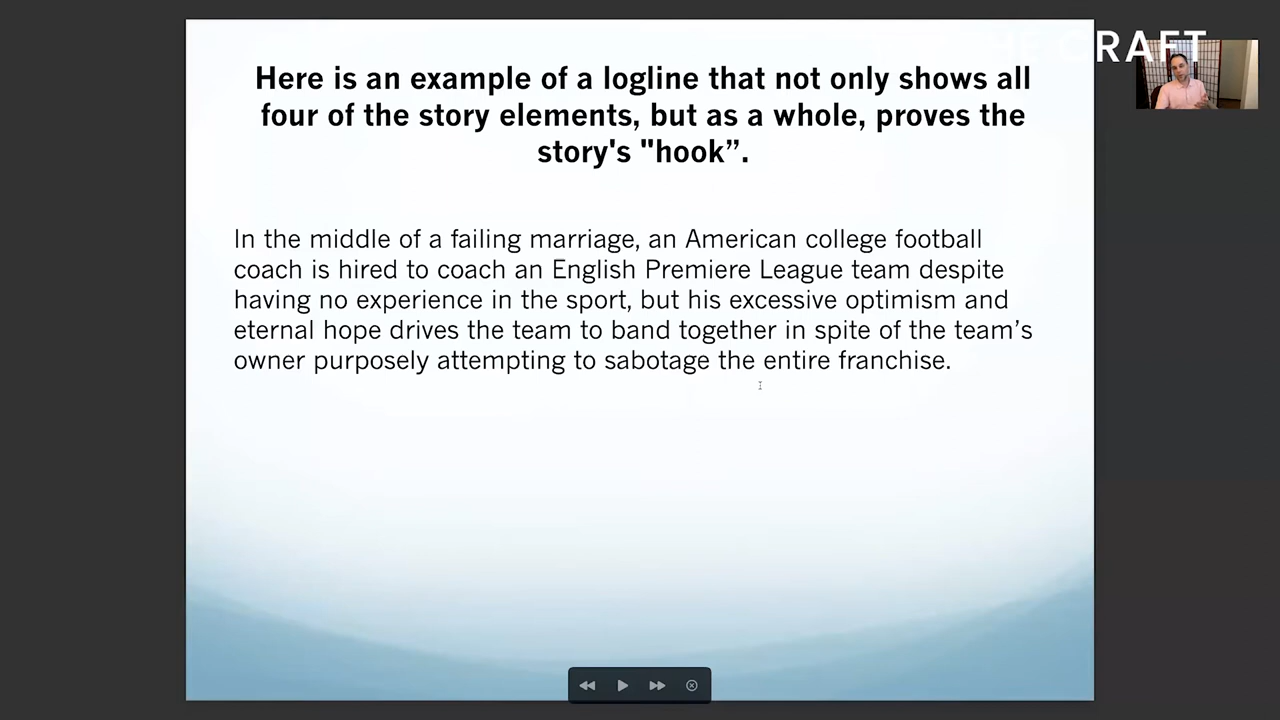 Here is an example of a logline that not only shows all
four of the story elements, but as a whole, proves the
story's "hook”.
In the middle of a failing marriage, an American college football
coach is hired to coach an English Premiere League team despite
having no experience in the sport, but his excessive optimism and
eternal hope drives the team to band together in spite of the team’s
owner purposely attempting to sabotage the entire franchise.